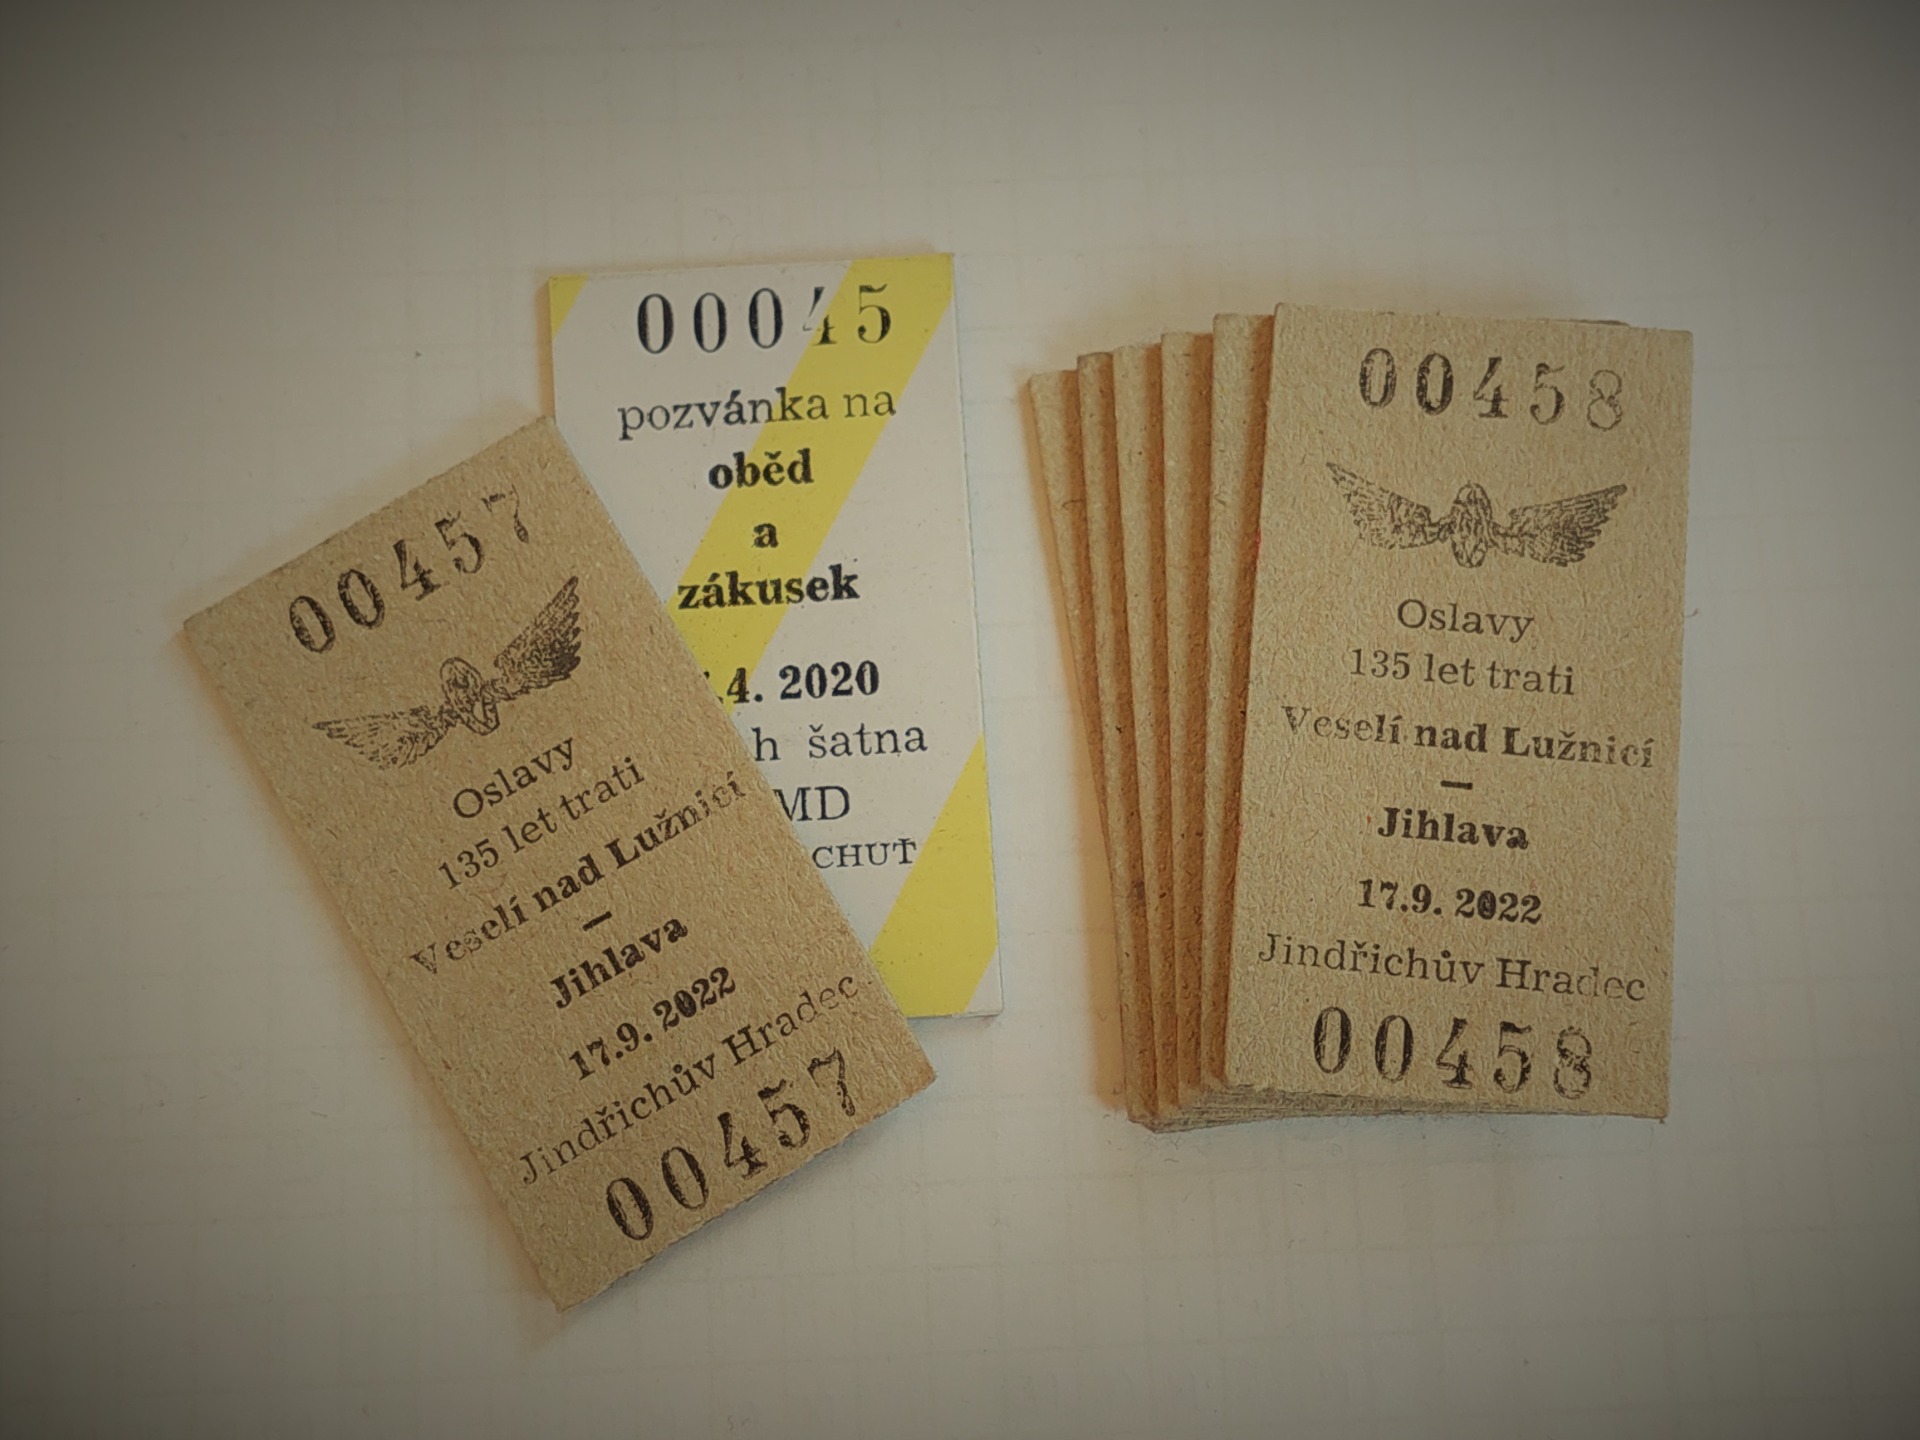 00457
Oslavy
135 let trati
Veselí nad Lužnicí
—
Jihlava
17.9. 2022
Jindřichův Hradec
00457
00045
pozvánka na
oběd
a
zákusek
.4. 2020
šatna
MD
CHUŤ
00458
Oslavy
135 let trati
Veselí nad Lužnicí
—
Jihlava
17.9. 2022
Jindřichův Hradec
00458